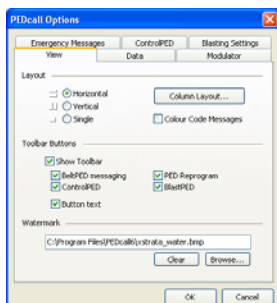 PEDcall Options
Emergency Messages ControlPED Blasting Settings
View Data Modulator
Layout
Horizontal
Vertical
Single
Column Layout...
Colour Code Messages
Toolbar Buttons
Show Toolbar
BeltPED messaging PED Reprogram
ControlPED BlastPED
Button text
Watermark
C:\Program Files\PEDcall6\xstrata_water.bmp
Clear Browse...
OK Cancel